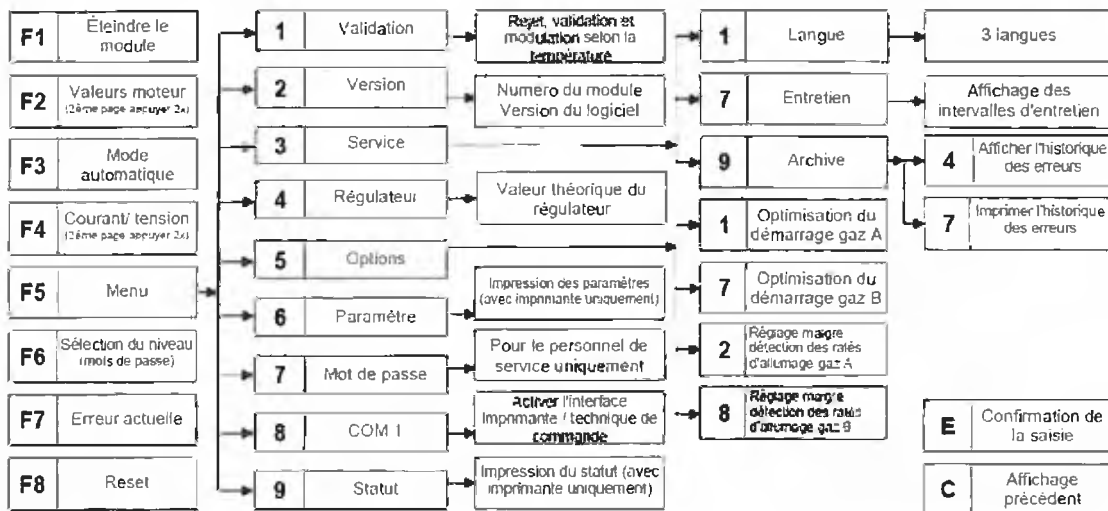 F1
Éteindre le
module
F2
Valeurs moteur
(2ème page appuyer 2x)
F3
Mode
automatique
F4
Courant/ tension
(2ème page appuyer 2x)
F5
Menu
F6
Sélection du niveau
(mots de passe)
F7
Erreur actuelle
F8
Reset
1
Validation
2
Version
3
Service
4
Régulateur
5
Options
6
Paramètre
7
Mot de passe
8
COM 1
9
Statut
Rejet, validation et
modulation selon la
température
Numéro du module
Version du logiciel
Valeur théorique du
régulateur
Impression des paramètres
(avec imprimante uniquement)
Pour le personnel de
service uniquement
Activer l'interface
Imprimante / technique de
commande
Impression du statut (avec
imprimante uniquement)
1
Langue
7
Entretien
9
Archive
1
Optimisation du
démarrage gaz A
7
Optimisation du
démarrage gaz B
2
Réglage maigre
détection des ratés
d'allumage gaz A
8
Réglage maigre
détection des ratés
d'allumage gaz B
3 langues
Affichage des
intervalles d'entretien
4
Afficher l'historique
des erreurs
7
Imprimer l'historique
des erreurs
E
Confirmation de
la saisie
C
Affichage
précédent